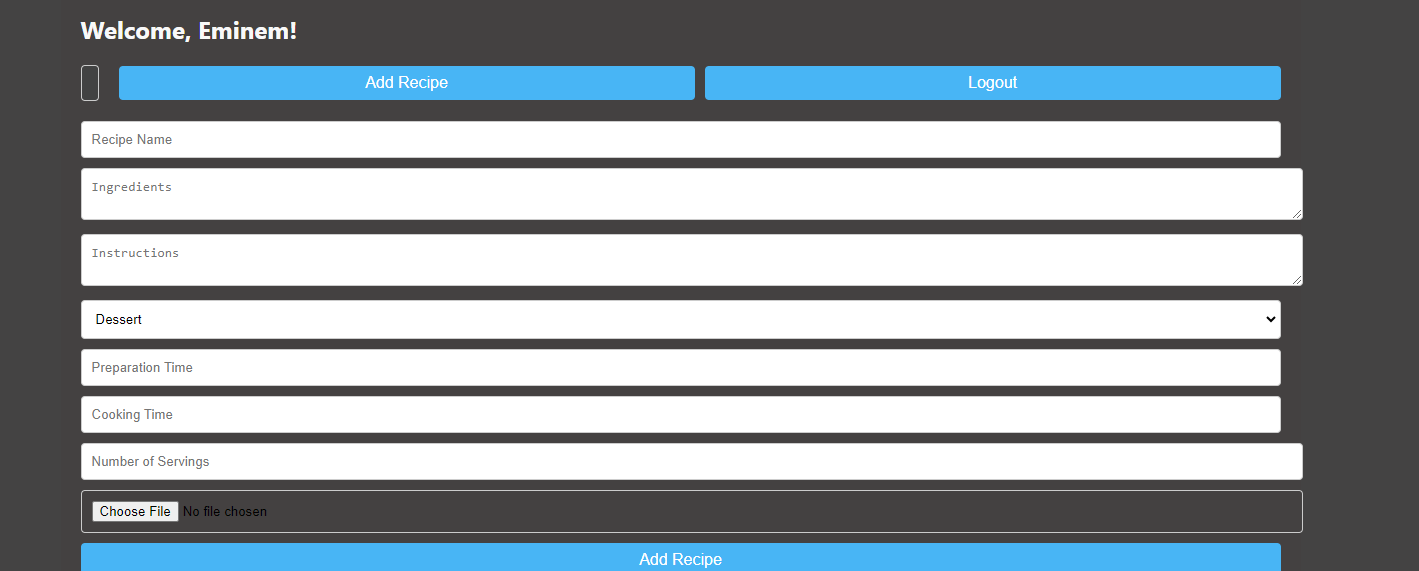 Welcome, Eminem!
Add Recipe Logout
Recipe Name
Ingredients
Instructions
Dessert
Preparation Time
Cooking Time
Number of Servings
Choose File No file chosen
Add Recipe